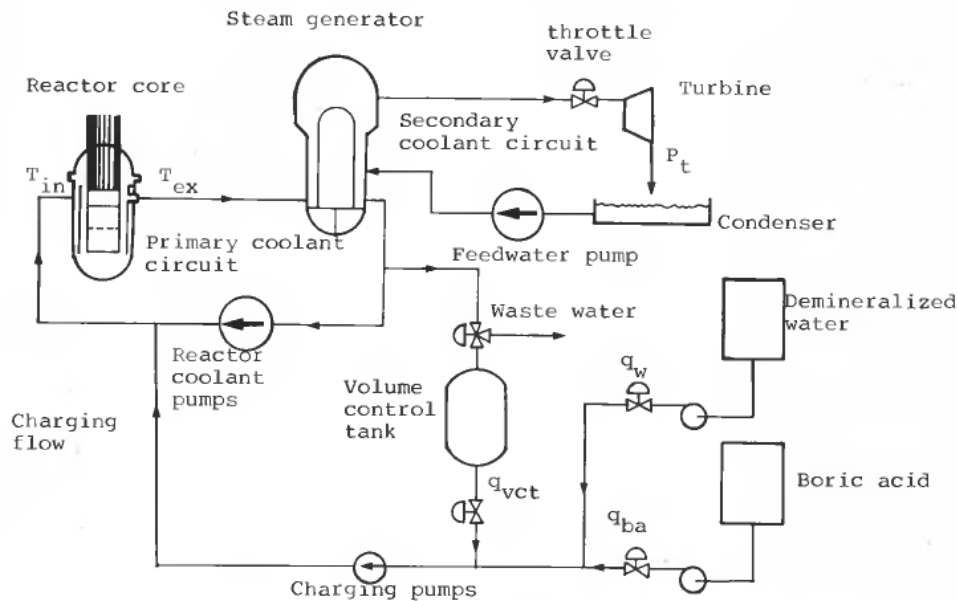 Steam generator
throttle
valve
Reactor core
Turbine
Secondary
coolant circuit
T_in
T_ex
P_t
Condenser
Primary coolant
circuit
Feedwater pump
Demineralized
water
Waste water
Reactor
coolant
pumps
Volume
control
tank
q_w
Charging
flow
Boric acid
q_vct
q_ba
Charging pumps